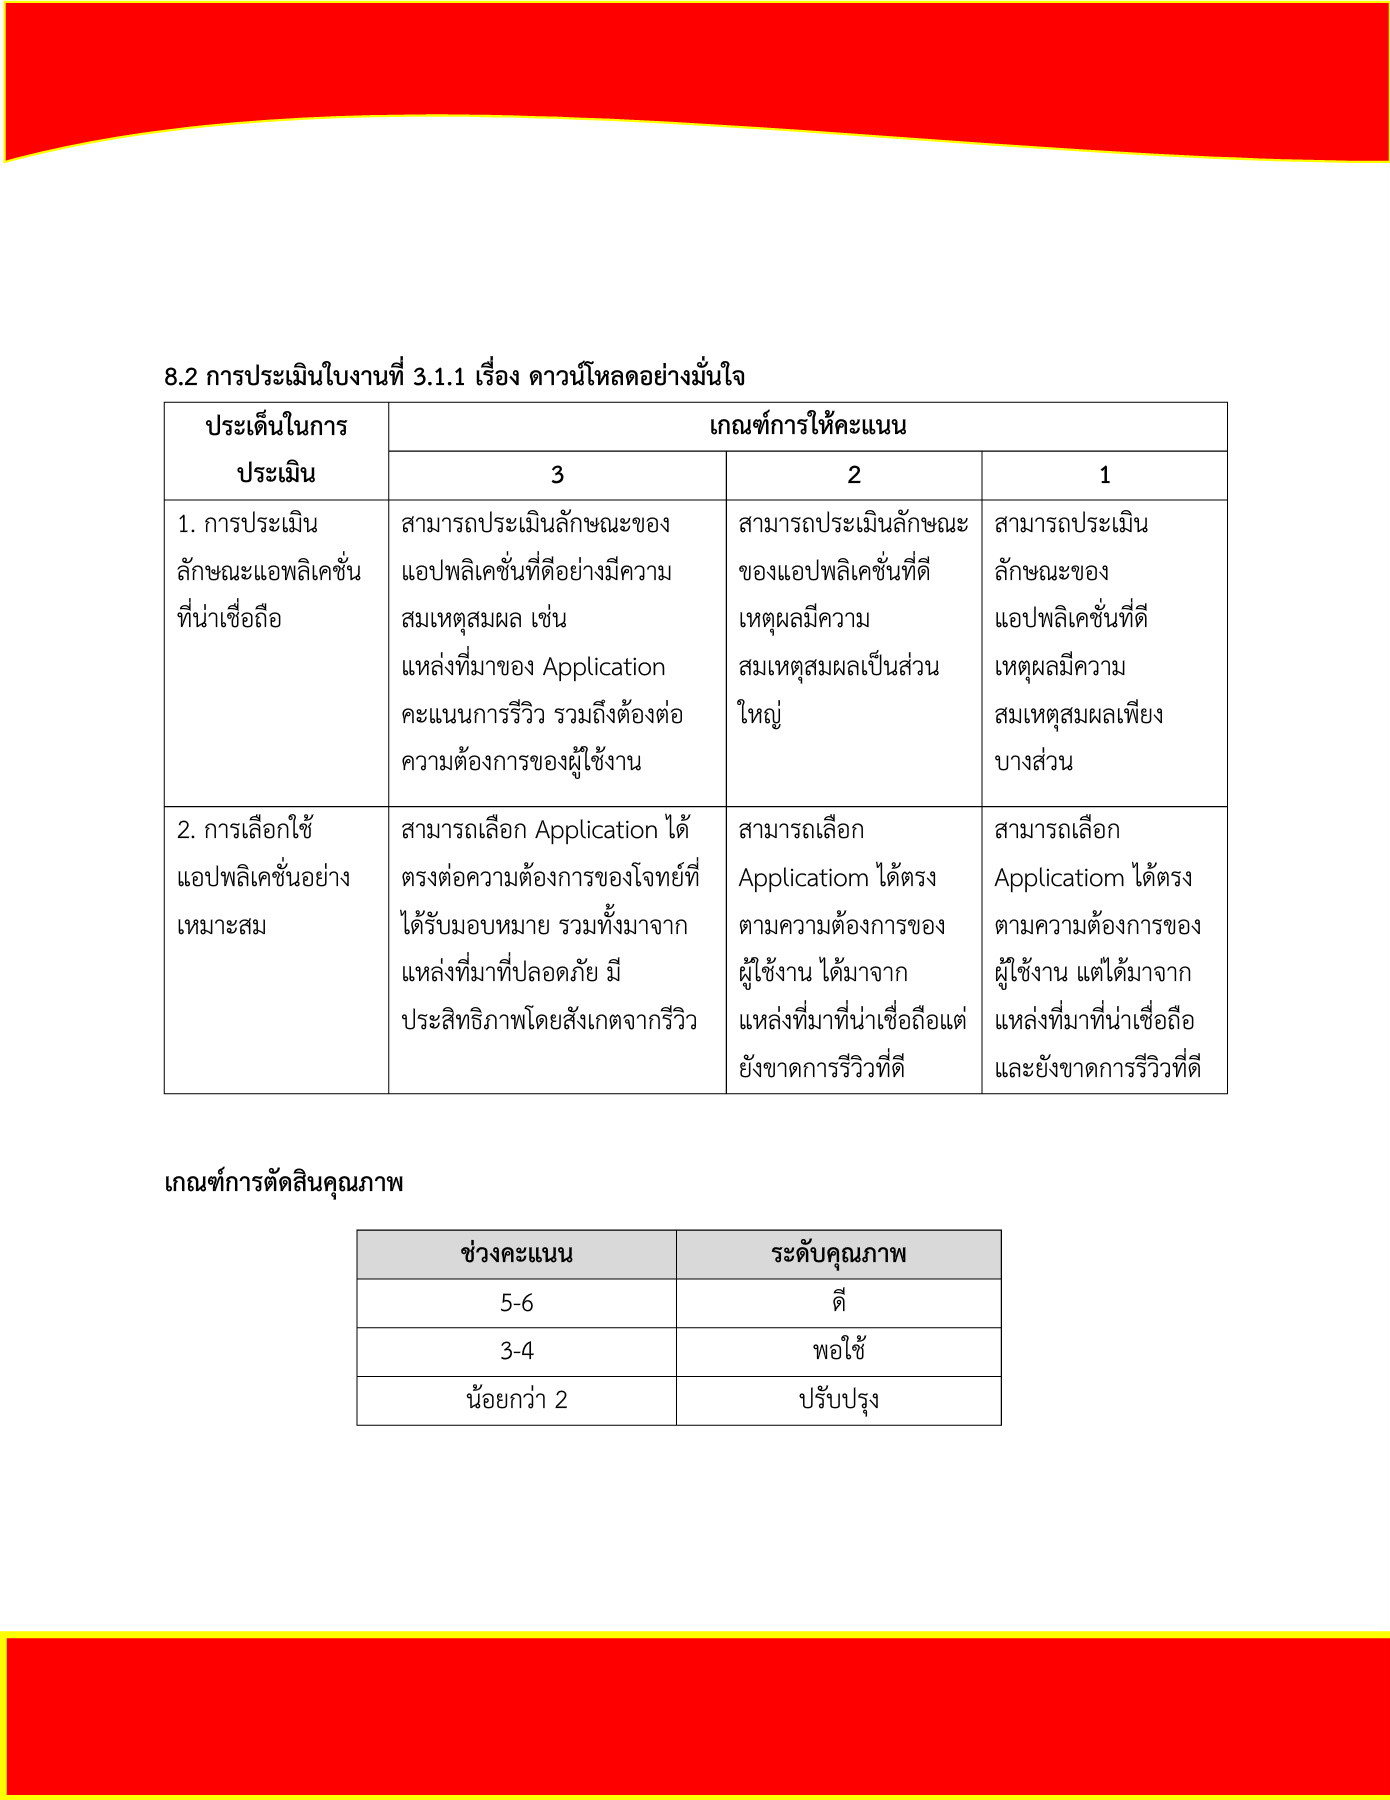 8.2 การประเมินใบงานที่ 3.1.1 เรื่อง ดาวน์โหลดอย่างมั่นใจ
ประเด็นในการ
ประเมิน
เกณฑ์การให้คะแนน
3
2
1
1. การประเมิน
ลักษณะแอพลิเคชั่น
ที่น่าเชื่อถือ
สามารถประเมินลักษณะของ
แอปพลิเคชั่นที่ดีอย่างมีความ
สมเหตุสมผล เช่น
แหล่งที่มาของ Application
คะแนนการรีวิว รวมถึงต้องต่อ
ความต้องการของผู้ใช้งาน
สามารถประเมินลักษณะ
ของแอปพลิเคชั่นที่ดี
เหตุผลมีความ
สมเหตุสมผลเป็นส่วน
ใหญ่
สามารถประเมิน
ลักษณะของ
แอปพลิเคชั่นที่ดี
เหตุผลมีความ
สมเหตุสมผลเพียง
บางส่วน
2. การเลือกใช้
แอปพลิเคชั่นอย่าง
เหมาะสม
สามารถเลือก Application ได้
ตรงต่อความต้องการของโจทย์ที่
ได้รับมอบหมาย รวมทั้งมาจาก
แหล่งที่มาที่ปลอดภัย มี
ประสิทธิภาพโดยสังเกตจากรีวิว
สามารถเลือก
Applicatiom ได้ตรง
ตามความต้องการของ
ผู้ใช้งาน ได้มาจาก
แหล่งที่มาที่น่าเชื่อถือแต่
ยังขาดการรีวิวที่ดี
สามารถเลือก
Applicatiom ได้ตรง
ตามความต้องการของ
ผู้ใช้งาน แต่ได้มาจาก
แหล่งที่มาที่น่าเชื่อถือ
และยังขาดการรีวิวที่ดี
เกณฑ์การตัดสินคุณภาพ
ช่วงคะแนน
ระดับคุณภาพ
5-6
ดี
3-4
พอใช้
น้อยกว่า 2
ปรับปรุง